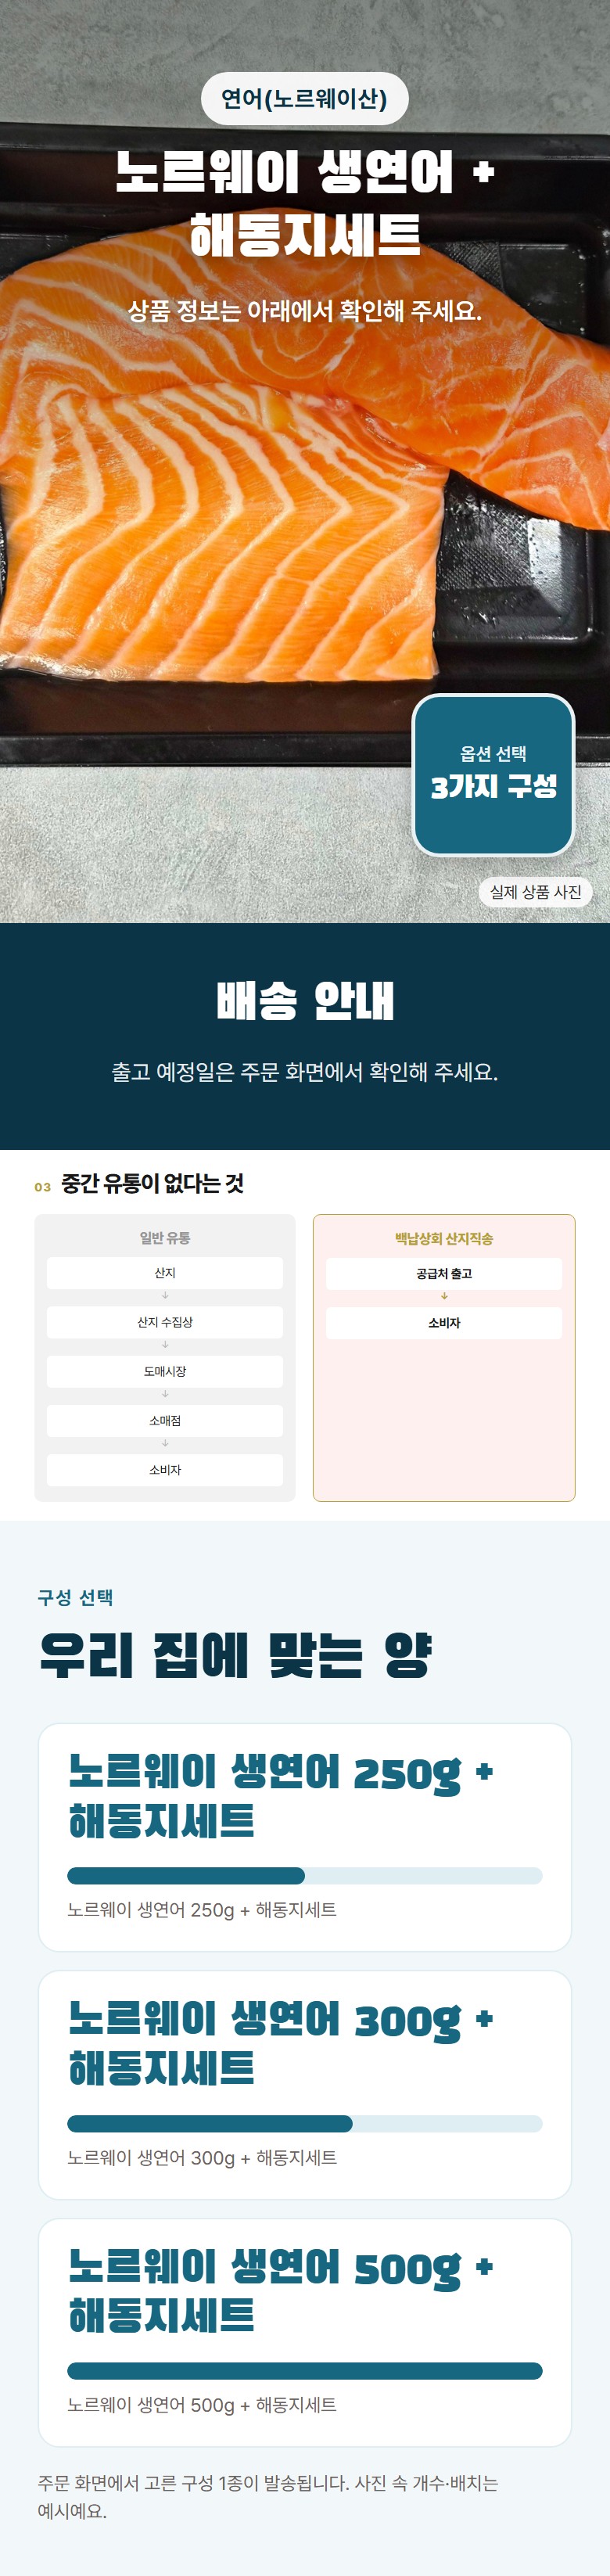 연어(노르웨이산)
노르웨이 생연어 +
해동지세트
상품 정보는 아래에서 확인해 주세요.
옵션 선택
3가지 구성
실제 상품 사진
배송 안내
출고 예정일은 주문 화면에서 확인해 주세요.
03 중간 유통이 없다는 것
일반 유통
산지
↓
산지 수집상
↓
도매시장
↓
소매점
↓
소비자
백납상회 산지직송
공급처 출고
↓
소비자
구성 선택
우리 집에 맞는 양
노르웨이 생연어 250g +
해동지세트
노르웨이 생연어 250g + 해동지세트
노르웨이 생연어 300g +
해동지세트
노르웨이 생연어 300g + 해동지세트
노르웨이 생연어 500g +
해동지세트
노르웨이 생연어 500g + 해동지세트
주문 화면에서 고른 구성 1종이 발송됩니다. 사진 속 개수·배치는
예시예요.